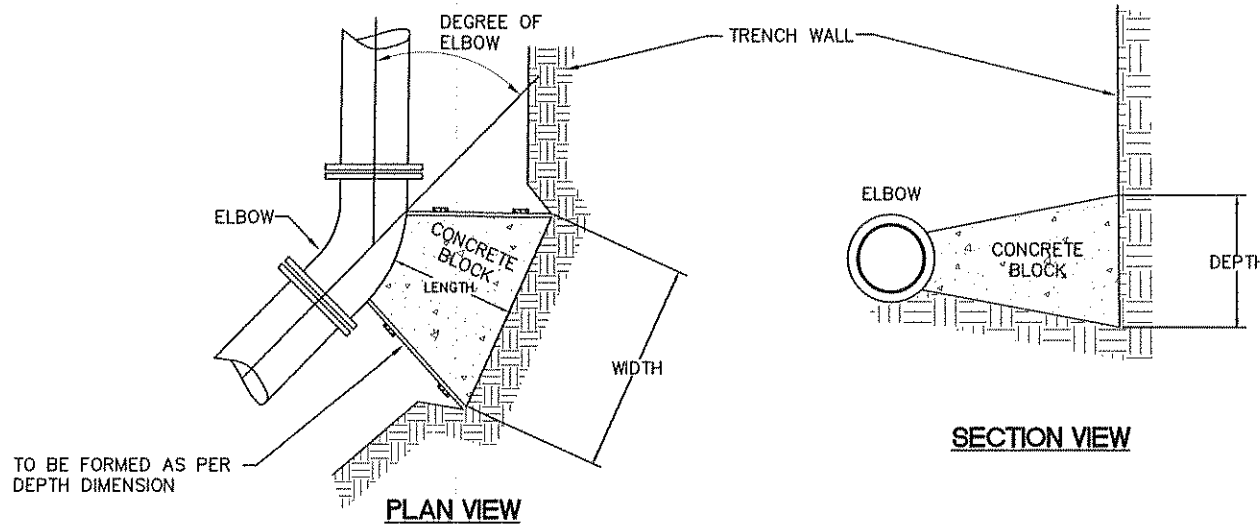 DEGREE OF
ELBOW
TRENCH WALL
ELBOW
CONCRETE
BLOCK
LENGTH
WIDTH
TO BE FORMED AS PER
DEPTH DIMENSION
PLAN VIEW
ELBOW
CONCRETE
BLOCK
DEPTH
SECTION VIEW